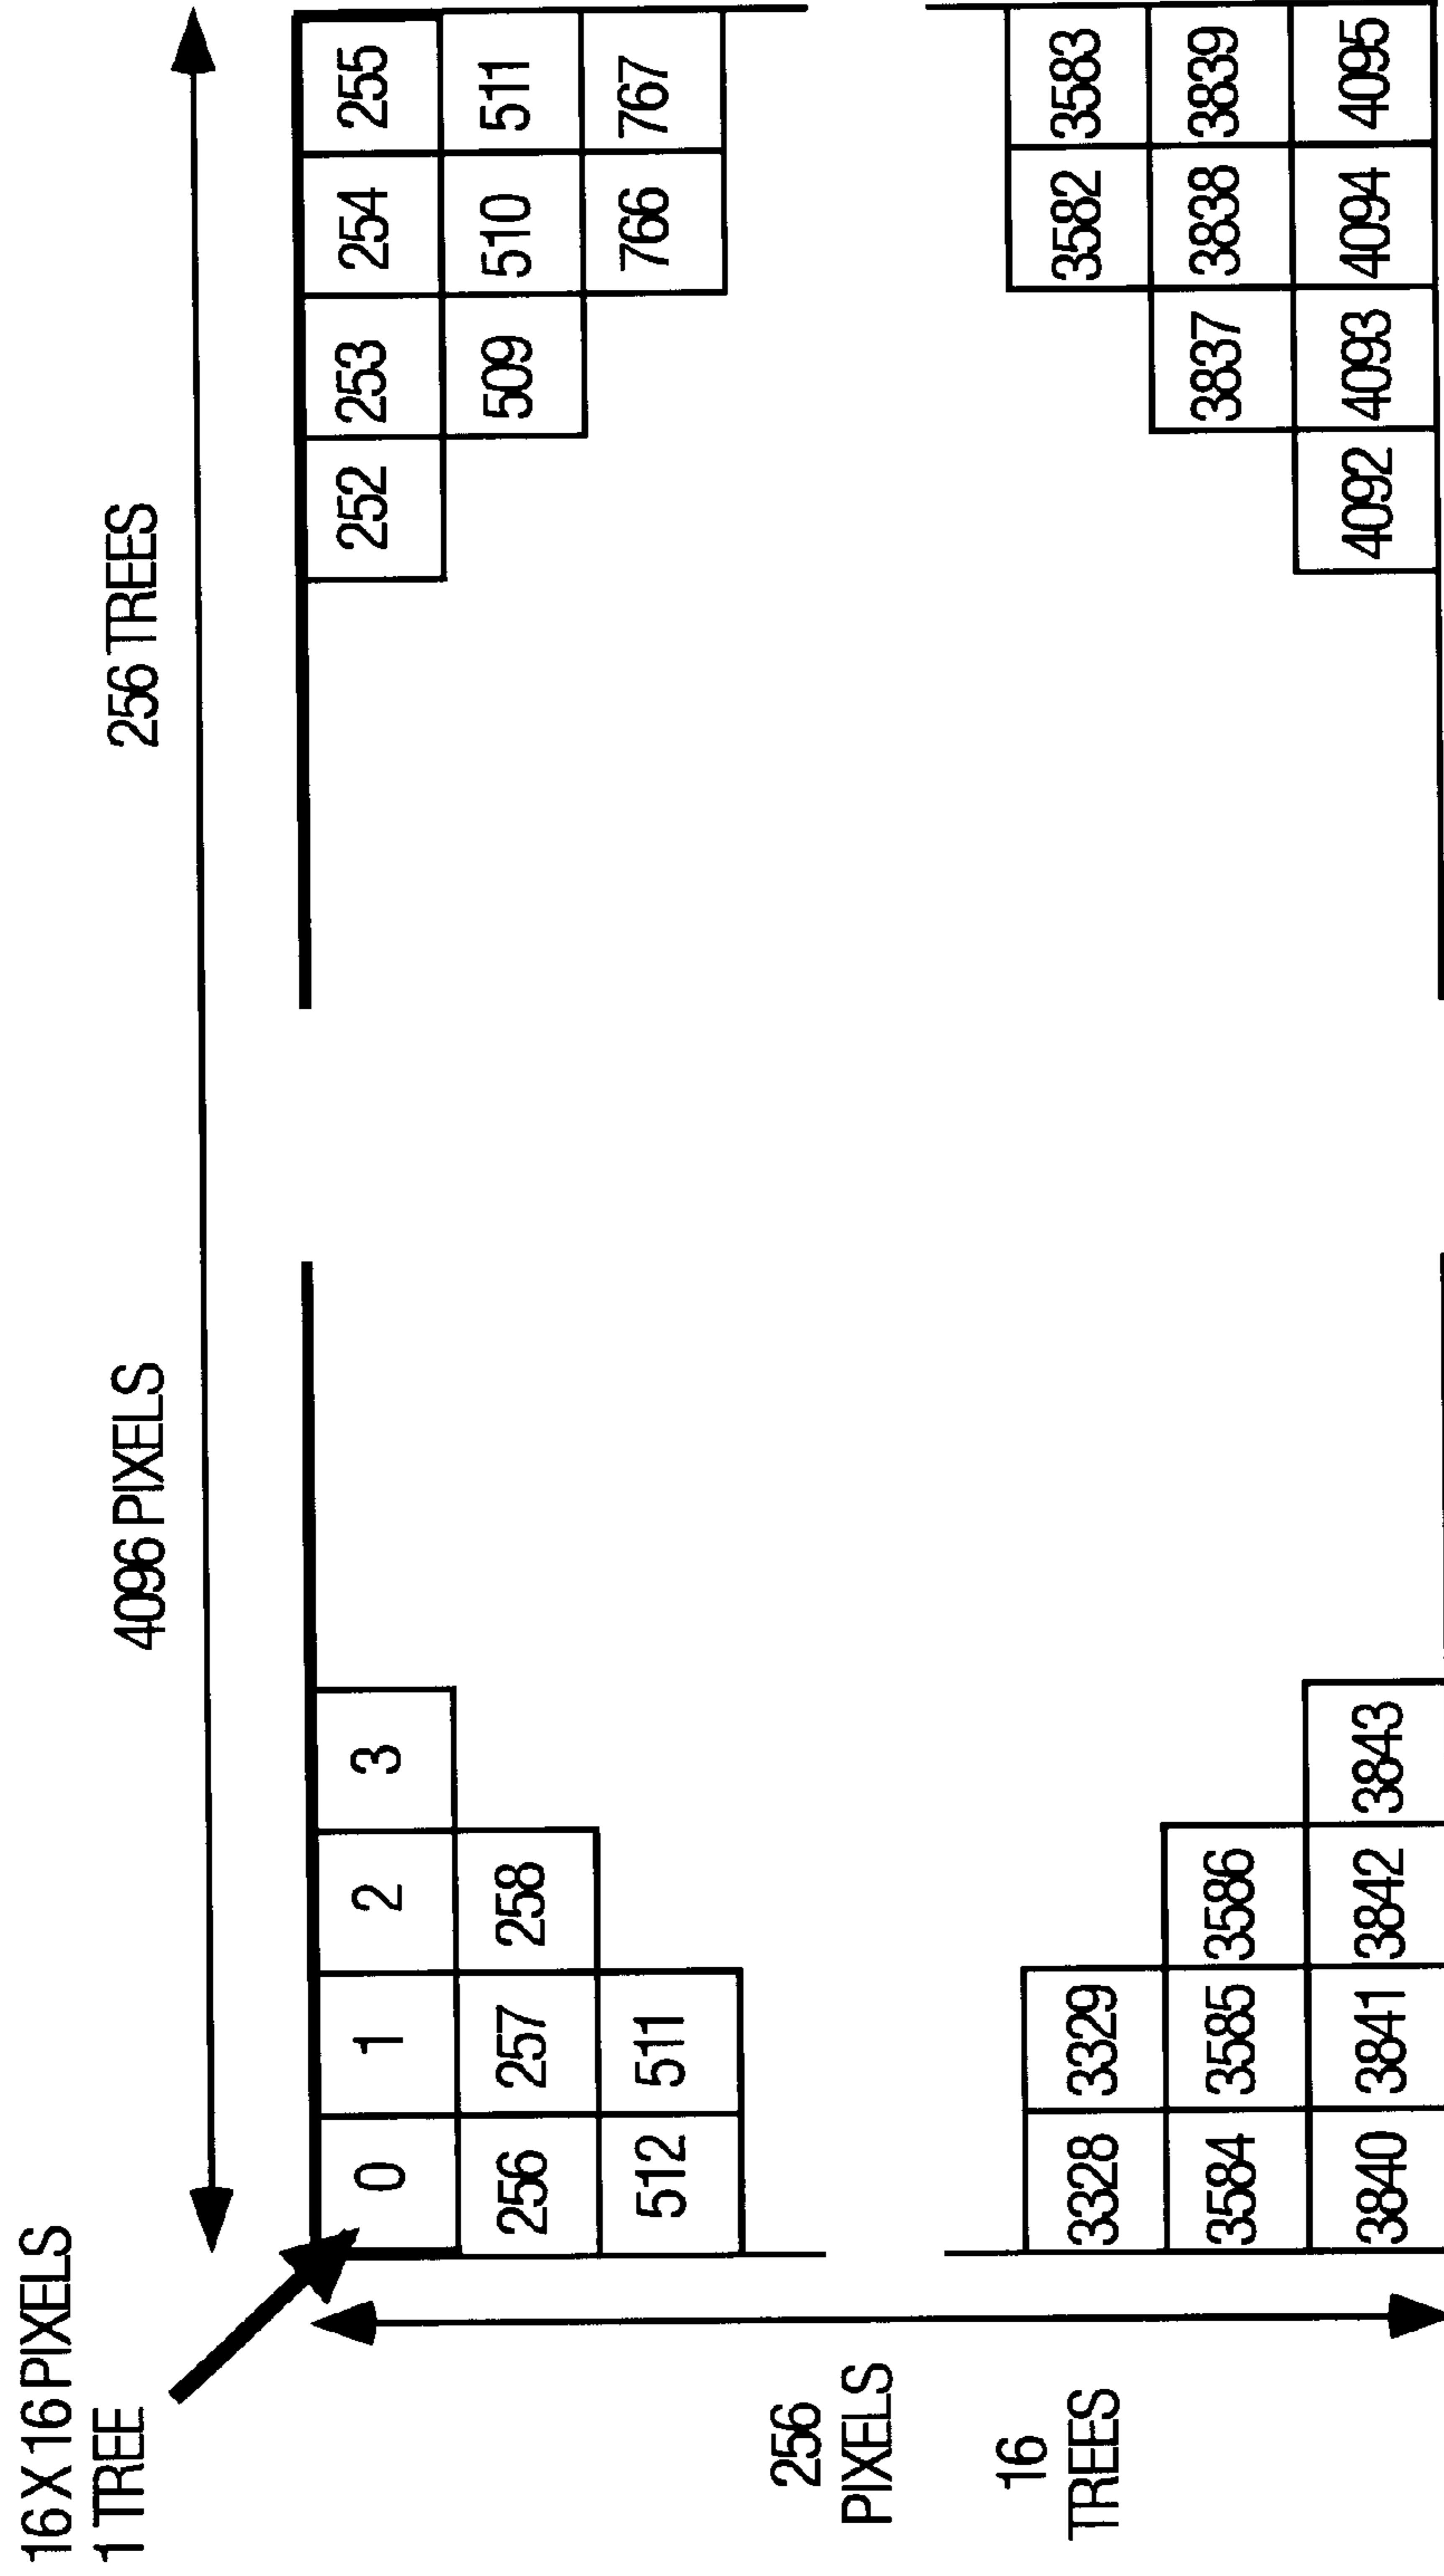 16 X 16 PIXELS
1 TREE
4096 PIXELS
256 TREES
0 1 2 3
252 253 254 255
256 257 258
509 510 511
512 511
766 767
256
PIXELS
16
TREES
3328 3329
3582 3583
3584 3585 3586
3837 3838 3839
3840 3841 3842 3843
4092 4093 4094 4095